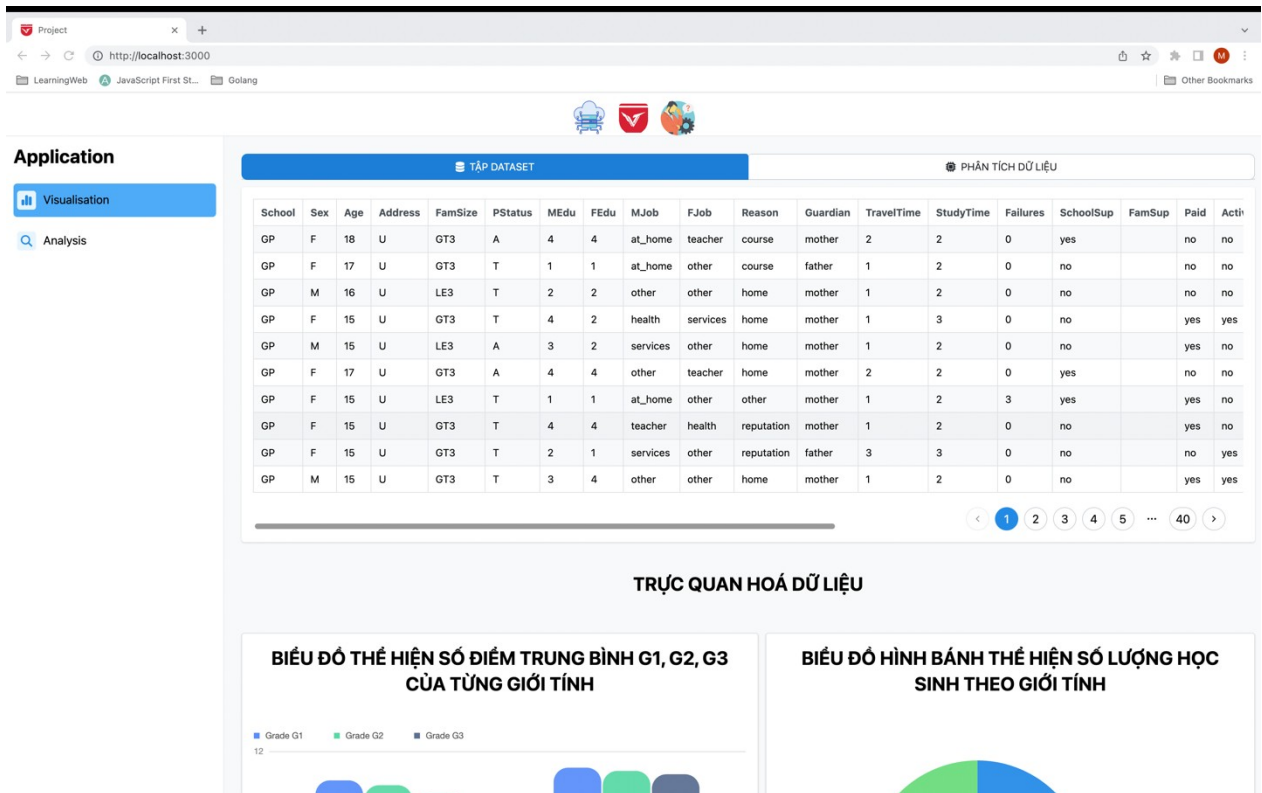 Project
http://localhost:3000
M
LearningWeb JavaScript First St... Golang Other Bookmarks
Application
Visualisation
Analysis
TẬP DATASET PHÂN TÍCH DỮ LIỆU
School Sex Age Address FamSize PStatus MEdu FEdu MJob FJob Reason Guardian TravelTime StudyTime Failures SchoolSup FamSup Paid Activ
GP F 18 U GT3 A 4 4 at_home teacher course mother 2 2 0 yes no no
GP F 17 U GT3 T 1 1 at_home other course father 1 2 0 no no no
GP M 16 U LE3 T 2 2 other other home mother 1 2 0 no no no
GP F 15 U GT3 T 4 2 health services home mother 1 3 0 no yes yes
GP M 15 U LE3 A 3 2 services other home mother 1 2 0 no yes no
GP F 17 U GT3 A 4 4 other teacher home mother 2 2 0 yes no no
GP F 15 U LE3 T 1 1 at_home other other mother 1 2 3 yes yes no
GP F 15 U GT3 T 4 4 teacher health reputation mother 1 2 0 no yes no
GP F 15 U GT3 T 2 1 services other reputation father 3 3 0 no no yes
GP M 15 U GT3 T 3 4 other other home mother 1 2 0 no yes yes
1 2 3 4 5 ... 40
TRỰC QUAN HOÁ DỮ LIỆU
BIỂU ĐỒ THỂ HIỆN SỐ ĐIỂM TRUNG BÌNH G1, G2, G3
CỦA TỪNG GIỚI TÍNH
Grade G1 Grade G2 Grade G3
12
BIỂU ĐỒ HÌNH BÁNH THỂ HIỆN SỐ LƯỢNG HỌC
SINH THEO GIỚI TÍNH